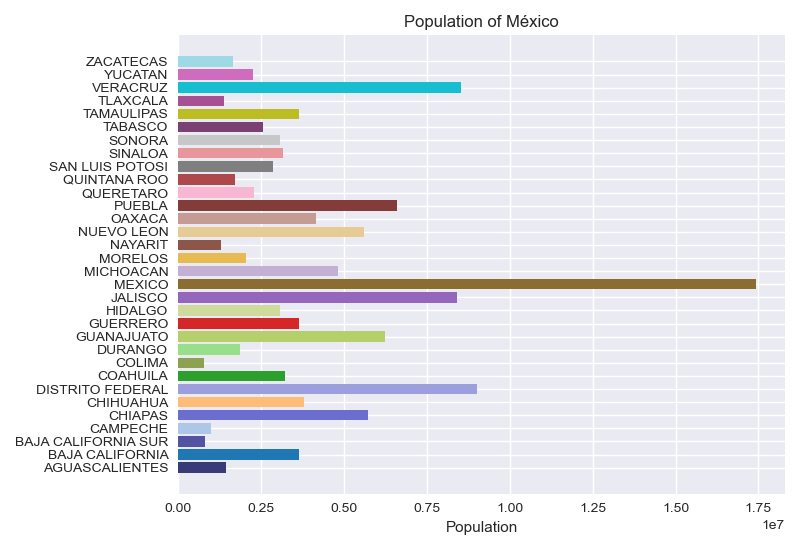 Population of México
ZACATECAS
YUCATAN
VERACRUZ
TLAXCALA
TAMAULIPAS
TABASCO
SONORA
SINALOA
SAN LUIS POTOSI
QUINTANA ROO
QUERETARO
PUEBLA
OAXACA
NUEVO LEON
NAYARIT
MORELOS
MICHOACAN
MEXICO
JALISCO
HIDALGO
GUERRERO
GUANAJUATO
DURANGO
COLIMA
COAHUILA
DISTRITO FEDERAL
CHIHUAHUA
CHIAPAS
CAMPECHE
BAJA CALIFORNIA SUR
BAJA CALIFORNIA
AGUASCALIENTES
0.00 0.25 0.50 0.75 1.00 1.25 1.50 1.75
1e7
Population